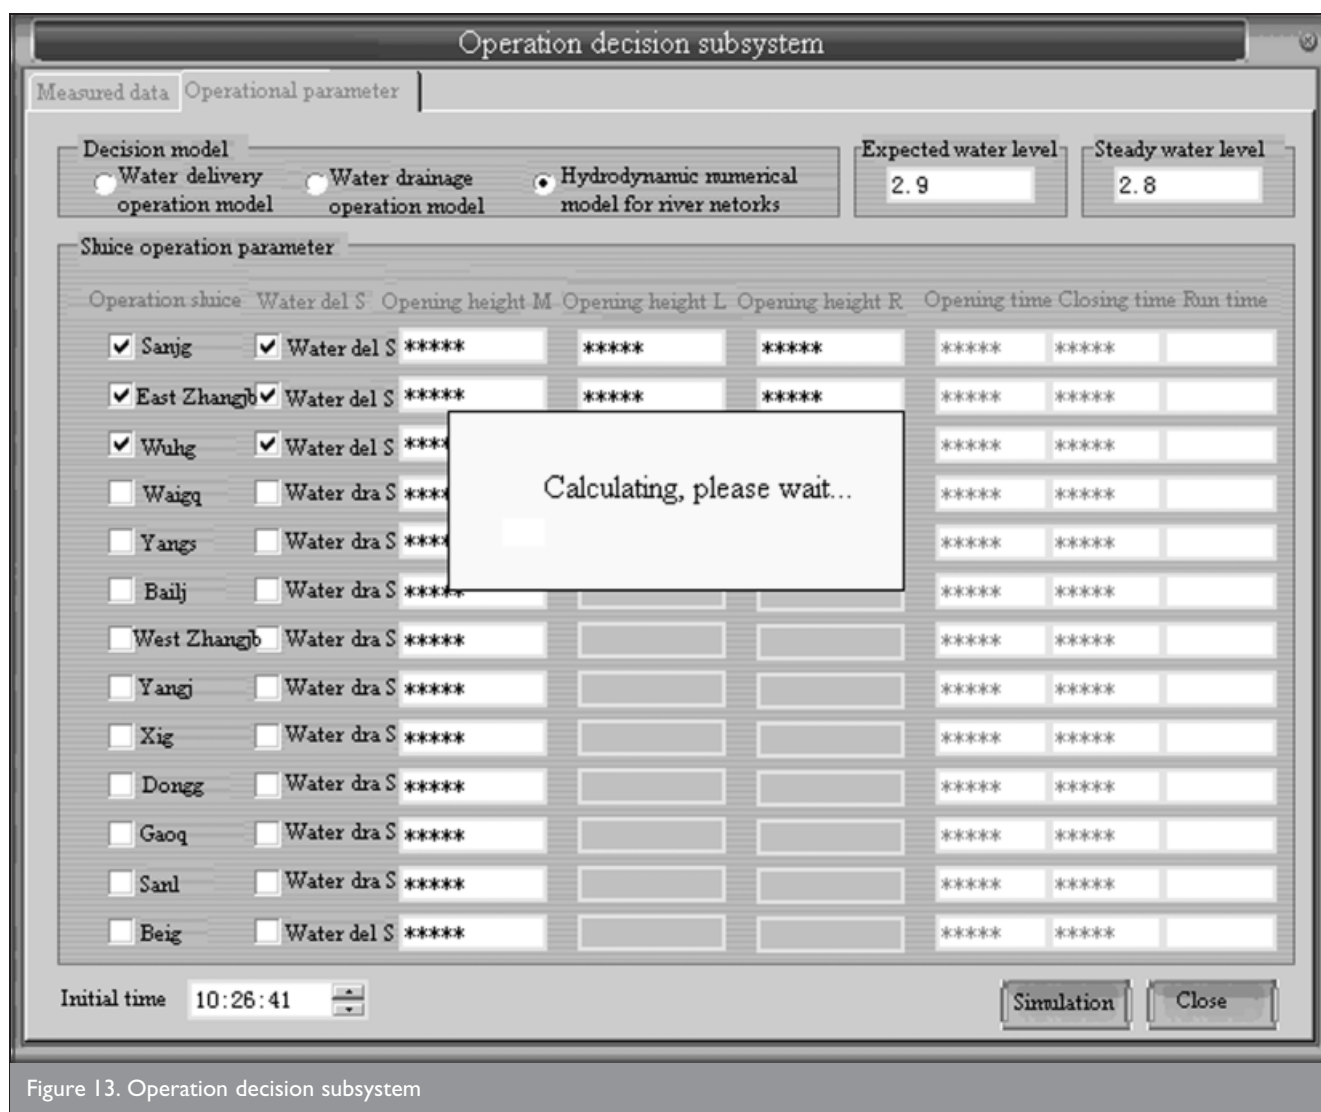 Operation decision subsystem
Measured data Operational parameter
Decision model
Water delivery operation model
Water drainage operation model
Hydrodynamic numerical model for river netorks
Expected water level
2.9
Steady water level
2.8
Sluice operation parameter
Operation sluice Water del S Opening height M Opening height L Opening height R Opening time Closing time Run time
Sanjg Water del S ***** ***** ***** ***** *****
East Zhangjb Water del S ***** ***** ***** ***** *****
Wuhg Water del S **** ***** *****
Waigq Water dra S **** ***** *****
Yangs Water dra S **** ***** *****
Bailj Water dra S ***** ***** *****
West Zhangjb Water dra S ***** ***** *****
Yangj Water dra S ***** ***** *****
Xig Water dra S ***** ***** *****
Dongg Water dra S ***** ***** *****
Gaoq Water dra S ***** ***** *****
Sanl Water dra S ***** ***** *****
Beig Water del S ***** ***** *****
Calculating, please wait...
Initial time 10:26:41
Simulation Close
Figure 13. Operation decision subsystem